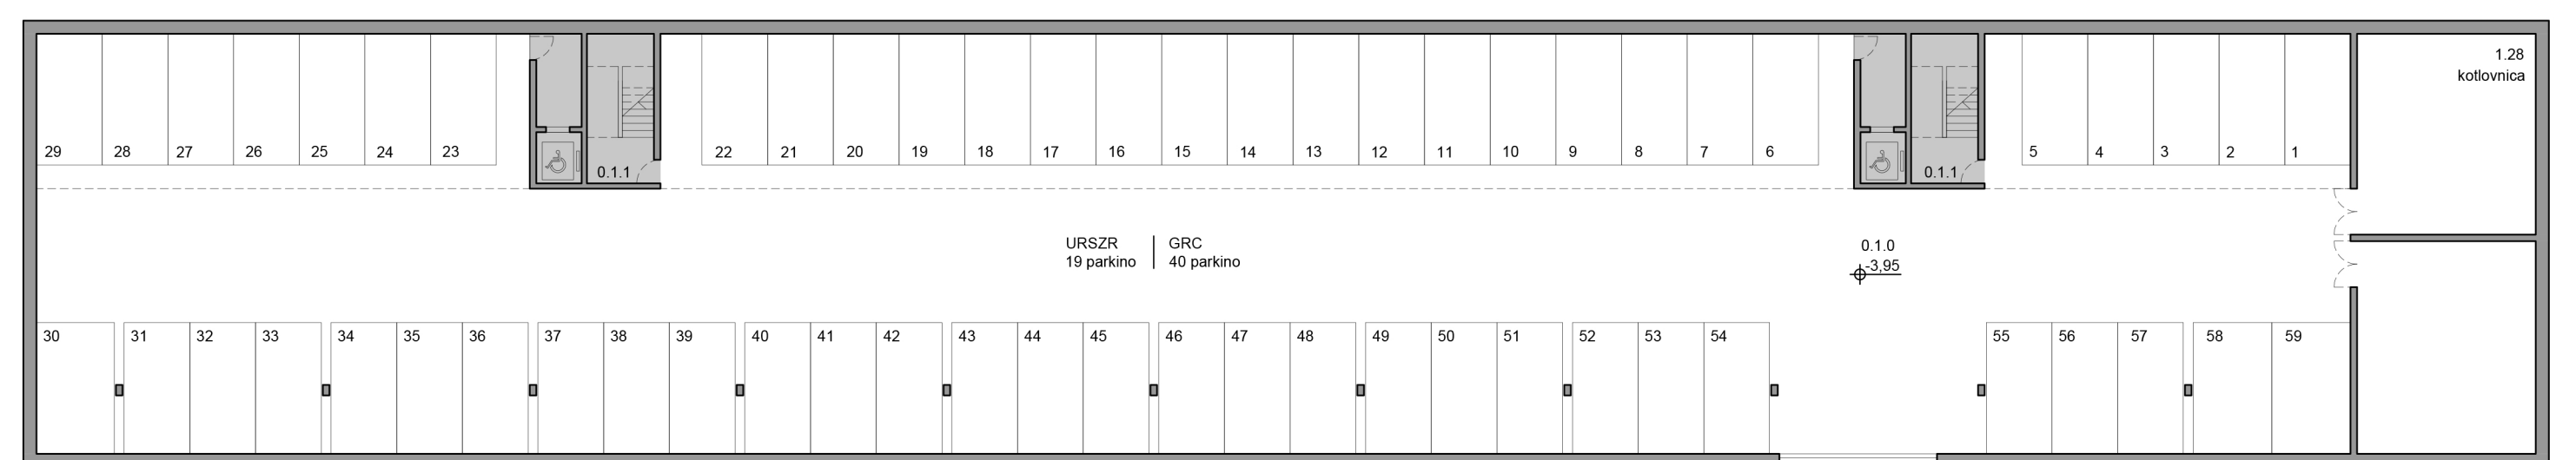 1.28
kotlovnica
29 28 27 26 25 24 23 22 21 20 19 18 17 16 15 14 13 12 11 10 9 8 7 6 5 4 3 2 1
0.1.1 0.1.1
URSZR GRC
19 parkino 40 parkino
0.1.0
-3,95
30 31 32 33 34 35 36 37 38 39 40 41 42 43 44 45 46 47 48 49 50 51 52 53 54 55 56 57 58 59